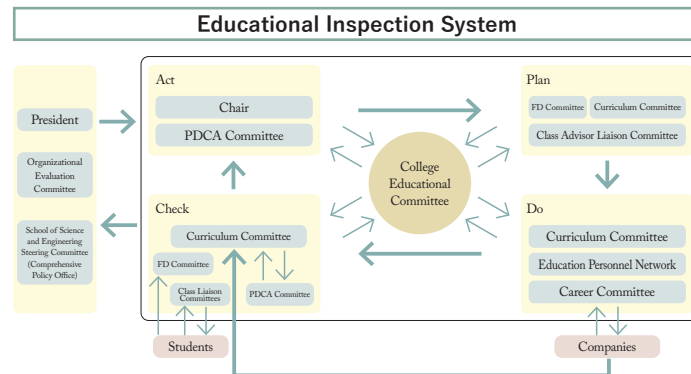 Educational Inspection System
President
Organizational
Evaluation
Committee
School of Science
and Engineering
Steering Committee
(Comprehensive
Policy Office)
Act
Chair
PDCA Committee
Plan
FD Committee
Curriculum Committee
Class Advisor Liaison Committee
College
Educational
Committee
Check
Curriculum Committee
FD Committee
Class Liaison
Committees
PDCA Committee
Do
Curriculum Committee
Education Personnel Network
Career Committee
Students
Companies